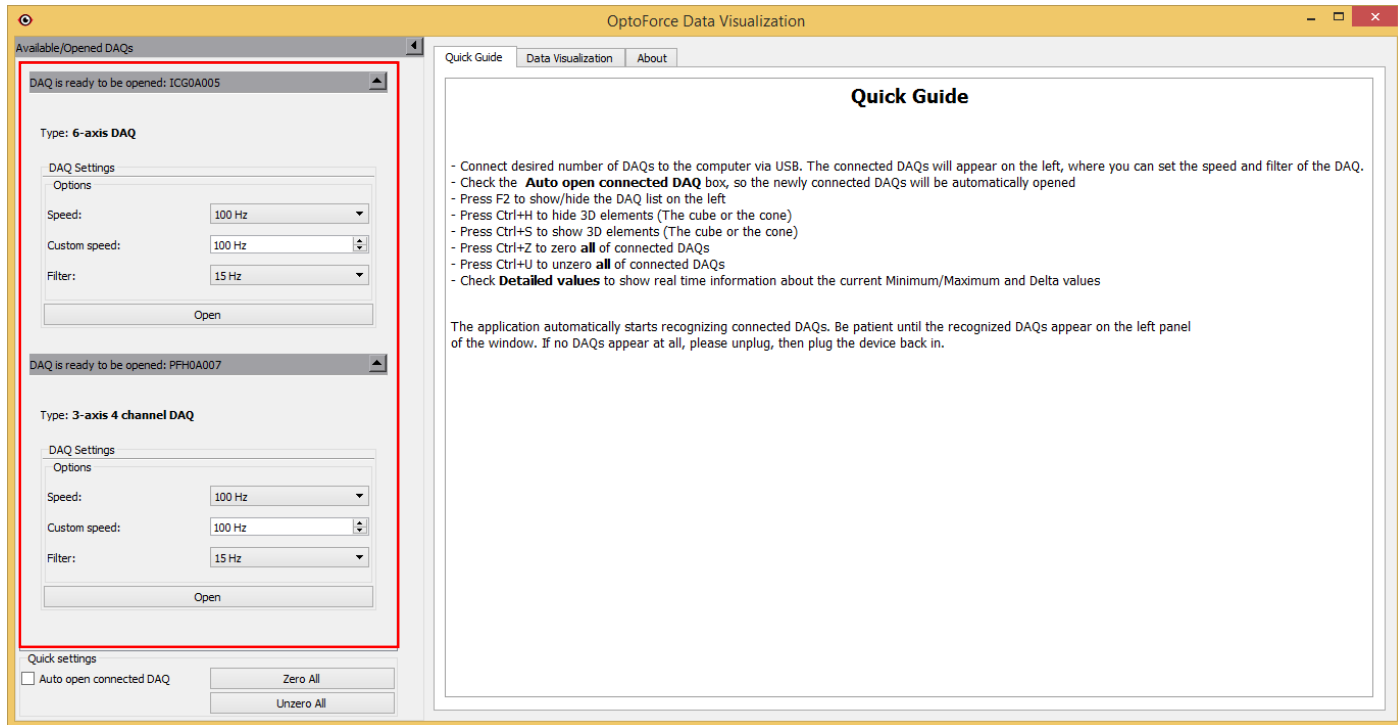 OptoForce Data Visualization
Available/Opened DAQs
DAQ is ready to be opened: ICG0A005
Type: 6-axis DAQ
DAQ Settings
Options
Speed: 100 Hz
Custom speed: 100 Hz
Filter: 15 Hz
Open
DAQ is ready to be opened: PFH0A007
Type: 3-axis 4 channel DAQ
DAQ Settings
Options
Speed: 100 Hz
Custom speed: 100 Hz
Filter: 15 Hz
Open
Quick settings
Auto open connected DAQ Zero All
Unzero All
Quick Guide Data Visualization About
Quick Guide
- Connect desired number of DAQs to the computer via USB. The connected DAQs will appear on the left, where you can set the speed and filter of the DAQ.
- Check the Auto open connected DAQ box, so the newly connected DAQs will be automatically opened
- Press F2 to show/hide the DAQ list on the left
- Press Ctrl+H to hide 3D elements (The cube or the cone)
- Press Ctrl+S to show 3D elements (The cube or the cone)
- Press Ctrl+Z to zero all of connected DAQs
- Press Ctrl+U to unzero all of connected DAQs
- Check Detailed values to show real time information about the current Minimum/Maximum and Delta values
The application automatically starts recognizing connected DAQs. Be patient until the recognized DAQs appear on the left panel
of the window. If no DAQs appear at all, please unplug, then plug the device back in.